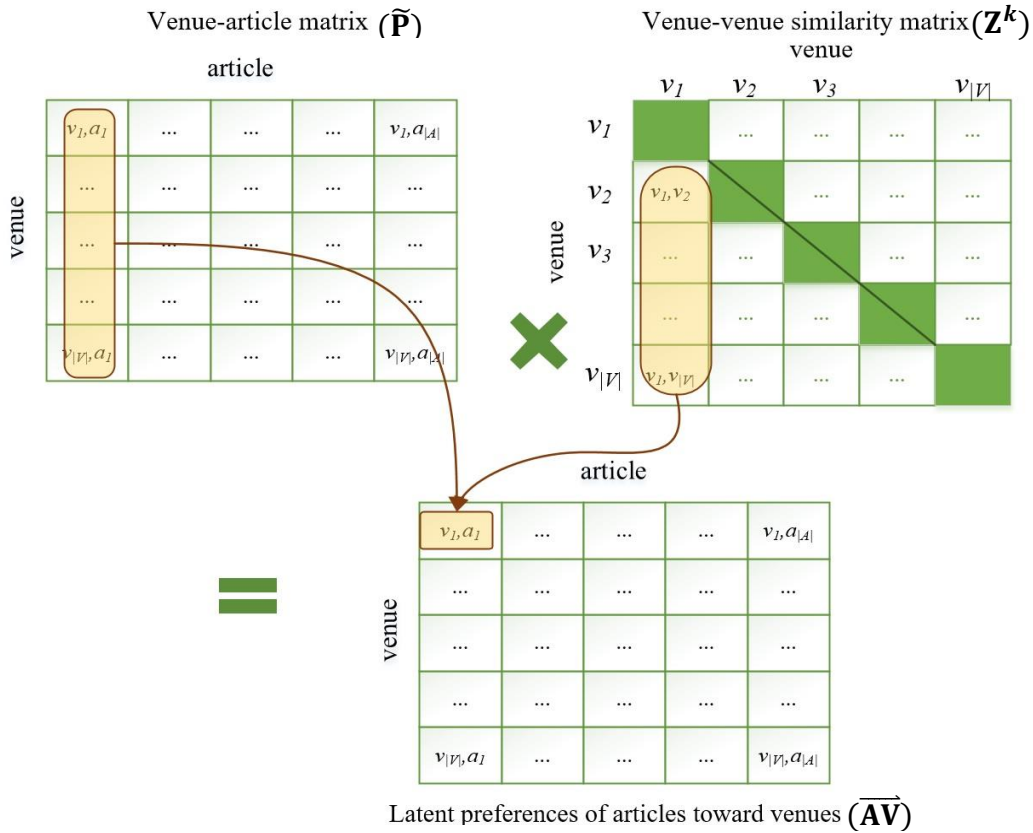 Venue-article matrix (P̃)
article
venue
v₁,a₁ ... ... ... v₁,a|A|
... ... ... ... ...
... ... ... ... ...
... ... ... ... ...
v|V|,a₁ ... ... ... v|V|,a|A|
Venue-venue similarity matrix(Zᵏ)
venue
v₁ v₂ v₃ v|V|
venue
v₁ ... ... ... ...
v₂ v₁,v₂ ... ... ...
v₃ ... ... ... ...
... ... ... ...
v|V| v₁,v|V| ... ... ...
article
venue
v₁,a₁ ... ... ... v₁,a|A|
... ... ... ... ...
... ... ... ... ...
... ... ... ... ...
v|V|,a₁ ... ... ... v|V|,a|A|
Latent preferences of articles toward venues (A⃗V⃗)